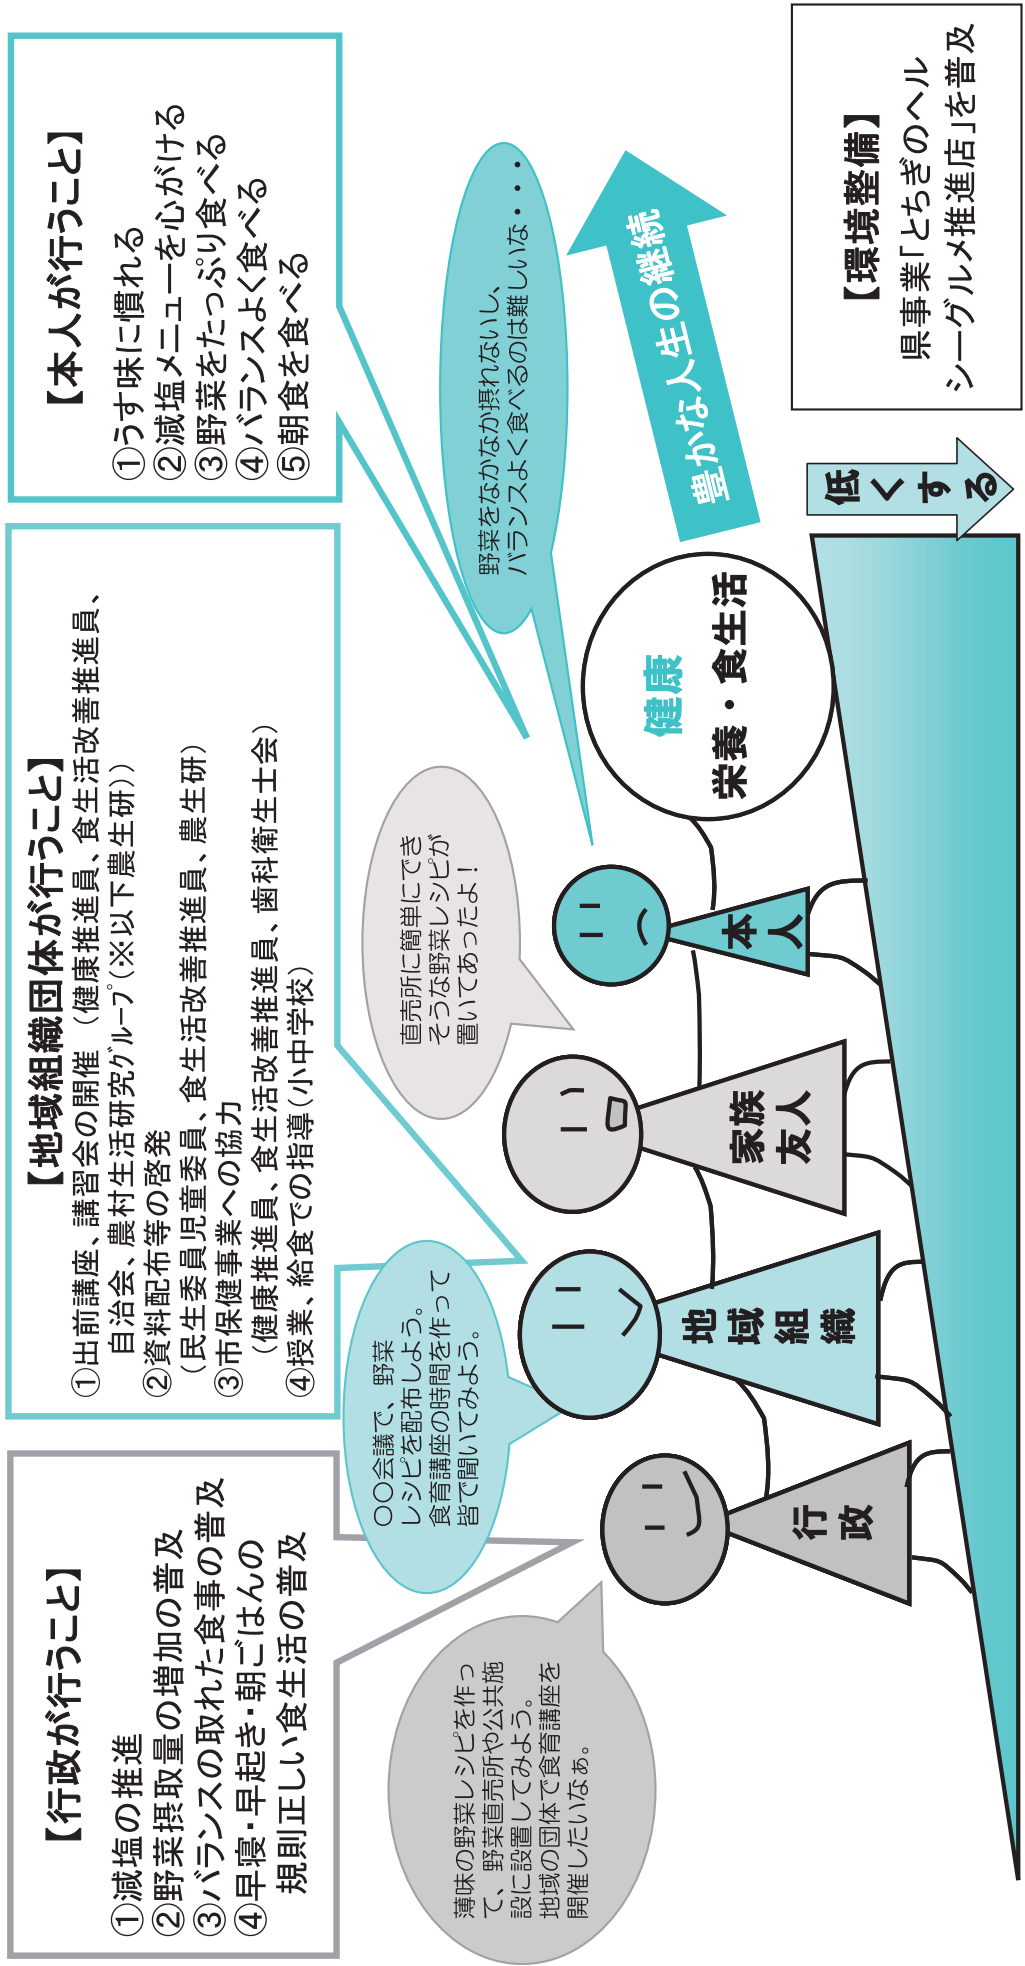 【行政が行うこと】
①減塩の推進
②野菜摂取量の増加の普及
③バランスの取れた食事の普及
④早寝・早起き・朝ごはんの
規則正しい食生活の普及
【地域組織団体が行うこと】
①出前講座、講習会の開催（健康推進員、食生活改善推進員、
自治会、農村生活研究グループ（※以下農生研））
②資料配布等の啓発
（民生委員児童委員、食生活改善推進員、農生研）
③市保健事業への協力
（健康推進員、食生活改善推進員、歯科衛生士会）
④授業、給食での指導（小中学校）
【本人が行うこと】
①うす味に慣れる
②減塩メニューを心がける
③野菜をたっぷり食べる
④バランスよく食べる
⑤朝食を食べる
薄味の野菜レシピを作っ
て、野菜直売所や公共施
設に設置してみよう。
地域の団体で食育講座を
開催したいなぁ。
〇〇会議で、野菜
レシピを配布しよう。
食育講座の時間を作って
皆で聞いてみよう。
直売所に簡単にでき
そうな野菜レシピが
置いてあったよ！
野菜をなかなか摂れないし、
バランスよく食べるのは難しいな・・・
行政
地域組織
家族
友人
本人
健康
栄養・食生活
豊かな人生の継続
低くする
【環境整備】
県事業「とちぎのヘル
シーグルメ推進店」を普及